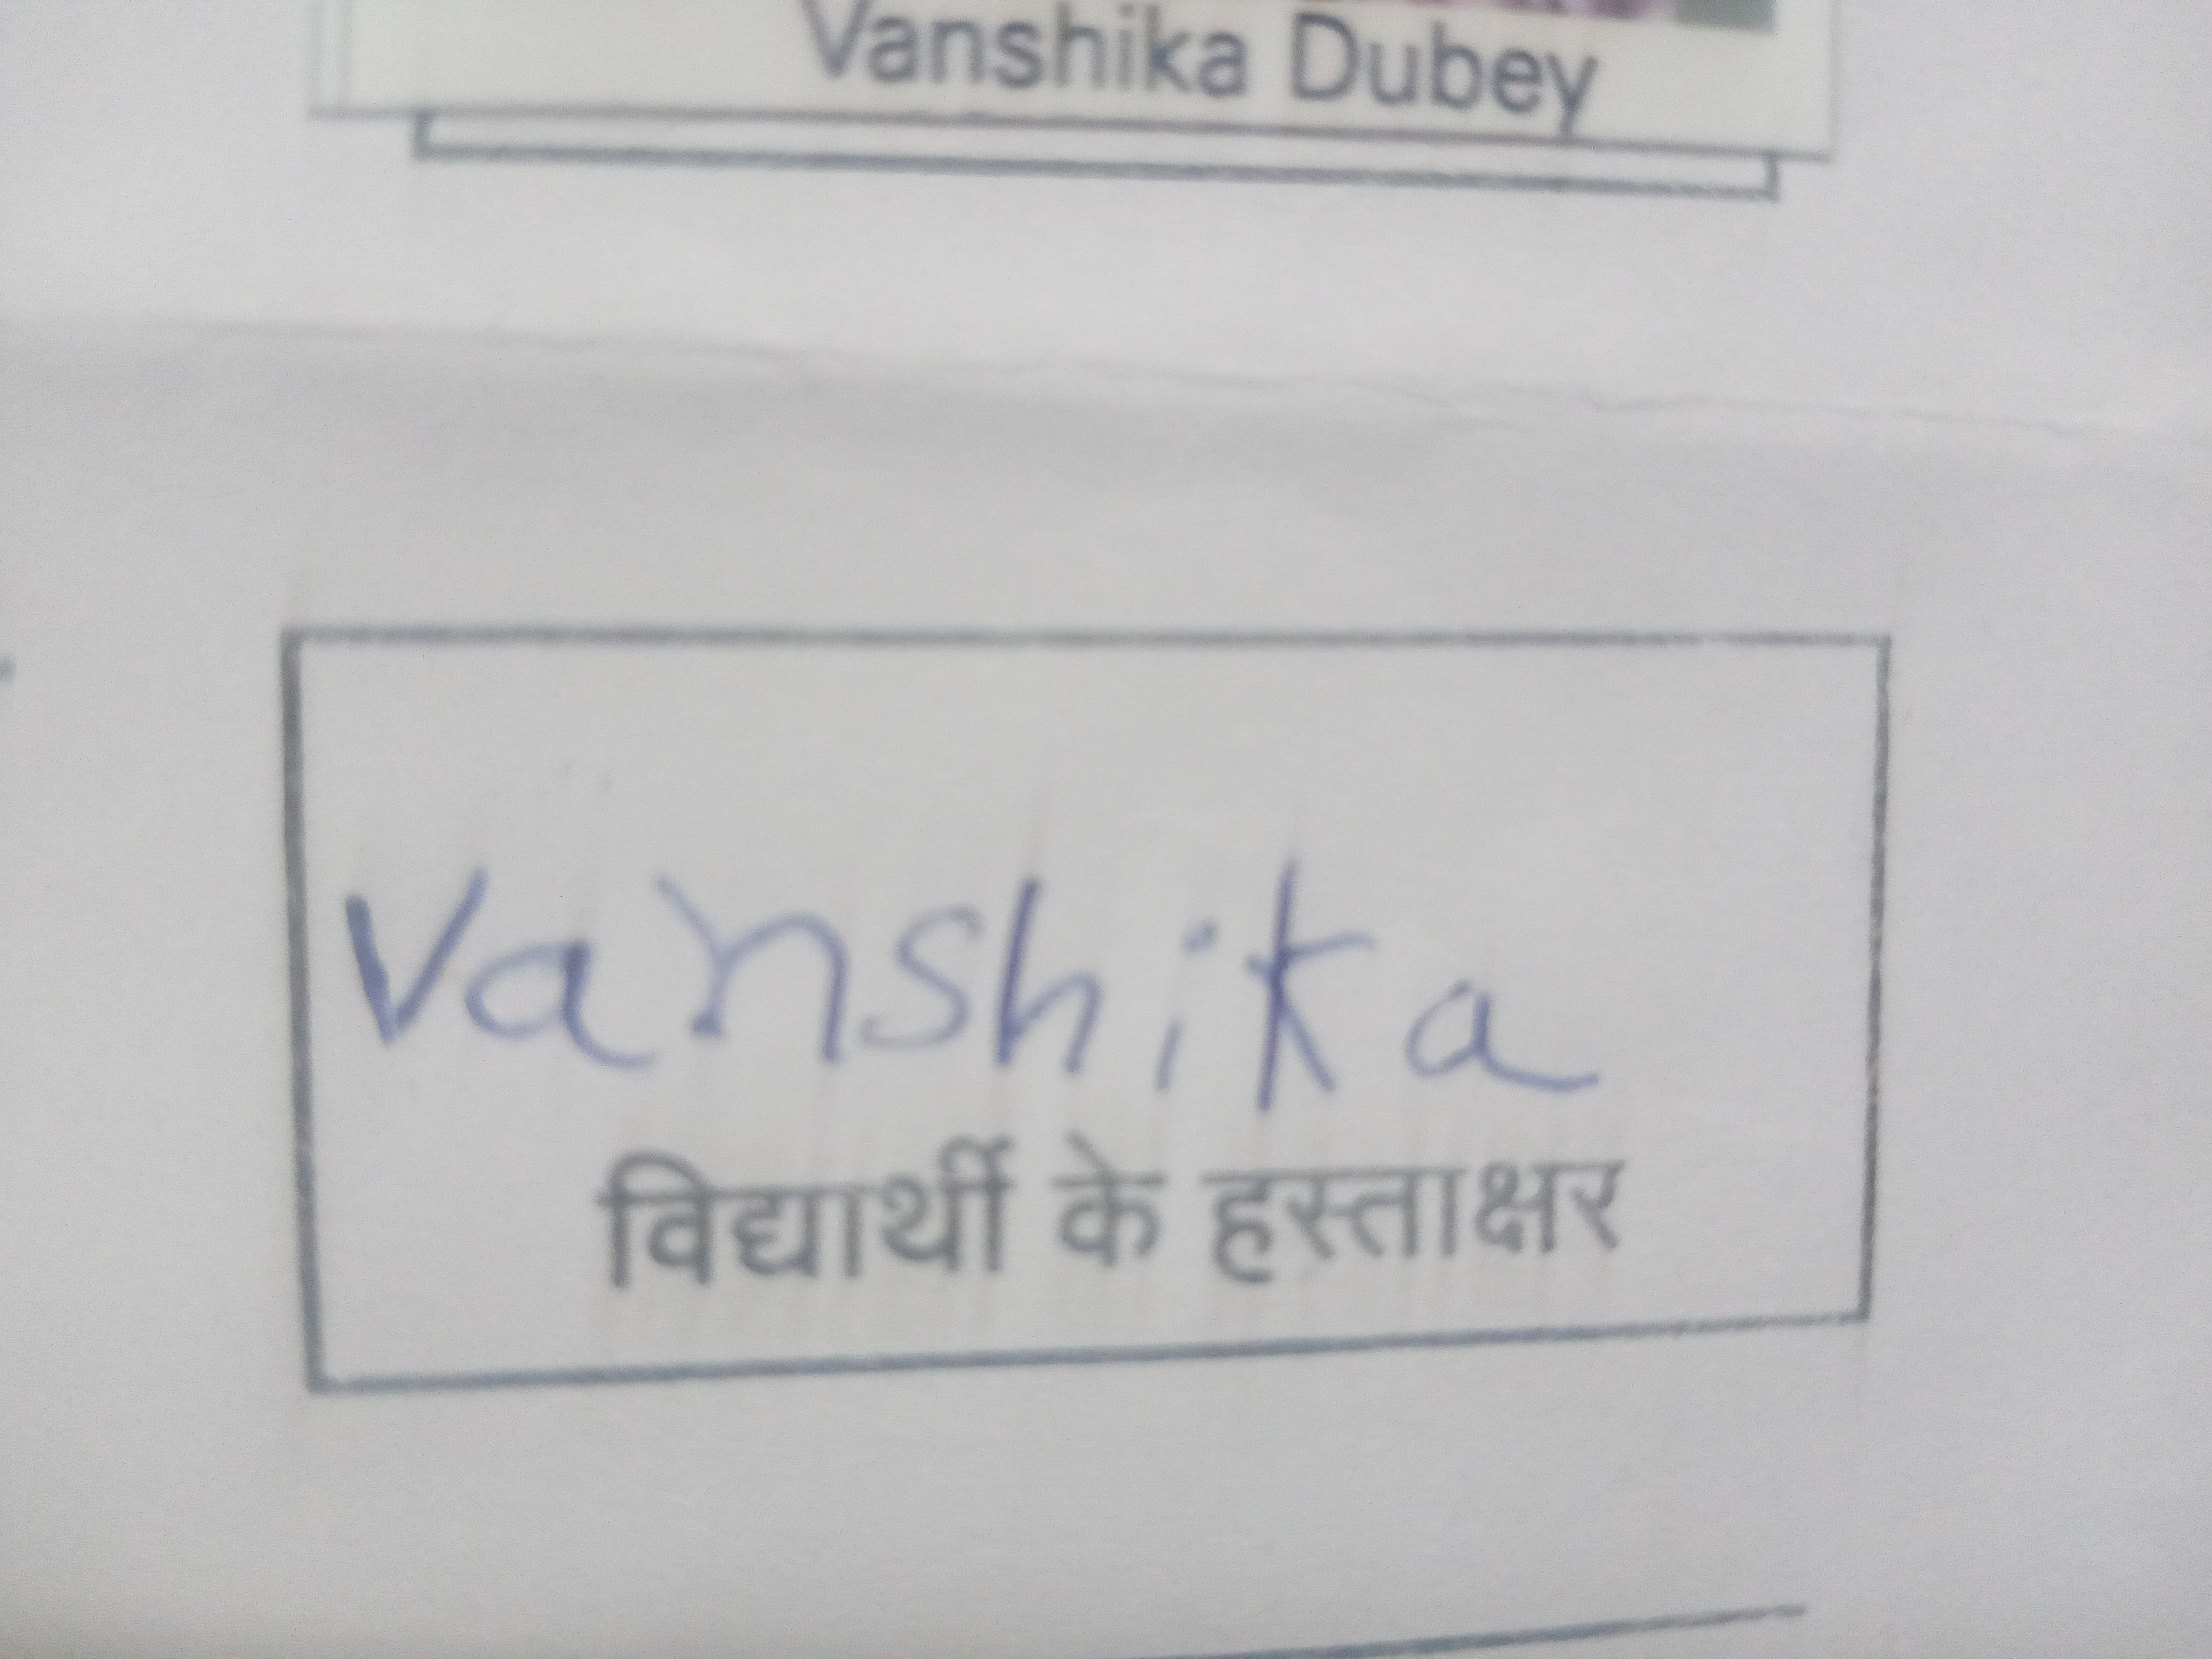 Vanshika Dubey
Vanshika
विद्यार्थी के हस्ताक्षर